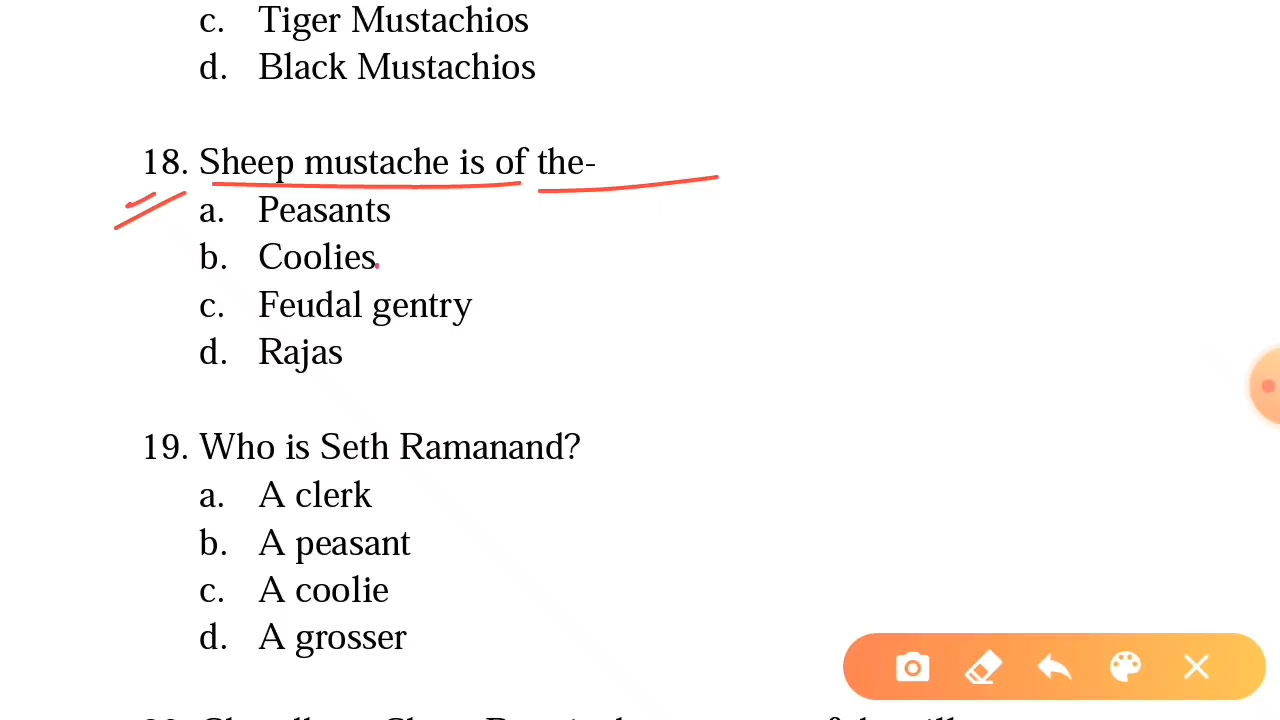 c. Tiger Mustachios
d. Black Mustachios
18. Sheep mustache is of the-
a. Peasants
b. Coolies
c. Feudal gentry
d. Rajas
19. Who is Seth Ramanand?
a. A clerk
b. A peasant
c. A coolie
d. A grosser